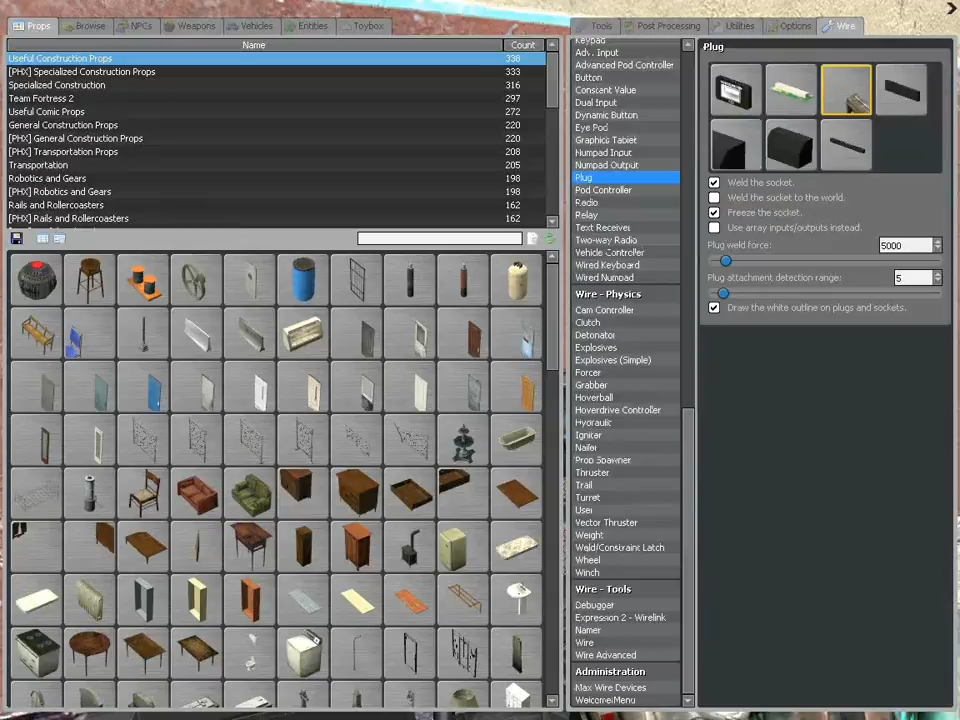 Props Browse NPCs Weapons Vehicles Entities Toybox
Name Count
Useful Construction Props 338
[PHX] Specialized Construction Props 333
Specialized Construction 316
Team Fortress 2 297
Useful Comic Props 272
General Construction Props 220
[PHX] General Construction Props 220
[PHX] Transportation Props 208
Transportation 205
Robotics and Gears 198
[PHX] Robotics and Gears 198
Rails and Rollercoasters 162
[PHX] Rails and Rollercoasters 162
Tools Post Processing Utilities Options Wire
Keypad
Adv. Input
Advanced Pod Controller
Button
Constant Value
Dual Input
Dynamic Button
Eye Pod
Graphics Tablet
Numpad Input
Numpad Output
Plug
Pod Controller
Radio
Relay
Text Receiver
Two-way Radio
Vehicle Controller
Wired Keyboard
Wired Numpad
Wire - Physics
Cam Controller
Clutch
Detonator
Explosives
Explosives (Simple)
Forcer
Grabber
Hoverball
Hoverdrive Controller
Hydraulic
Igniter
Nailer
Prop Spawner
Thruster
Trail
Turret
User
Vector Thruster
Weight
Weld/Constraint Latch
Wheel
Winch
Wire - Tools
Debugger
Expression 2 - Wirelink
Namer
Wire
Wire Advanced
Administration
Max Wire Devices
WelcomeMenu
Plug
Weld the socket.
Weld the socket to the world.
Freeze the socket.
Use array inputs/outputs instead.
Plug weld force: 5000
Plug attachment detection range: 5
Draw the white outline on plugs and sockets.